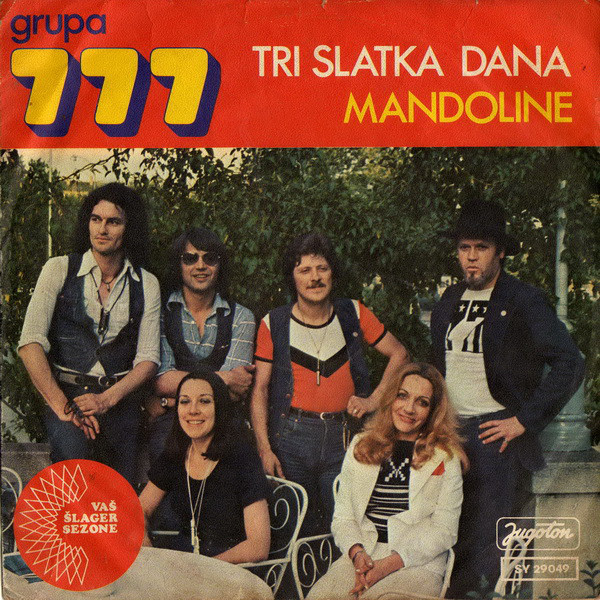 grupa
777
TRI SLATKA DANA
MANDOLINE
VAŠ
ŠLAGER
SEZONE
Jugoton
SY 29049